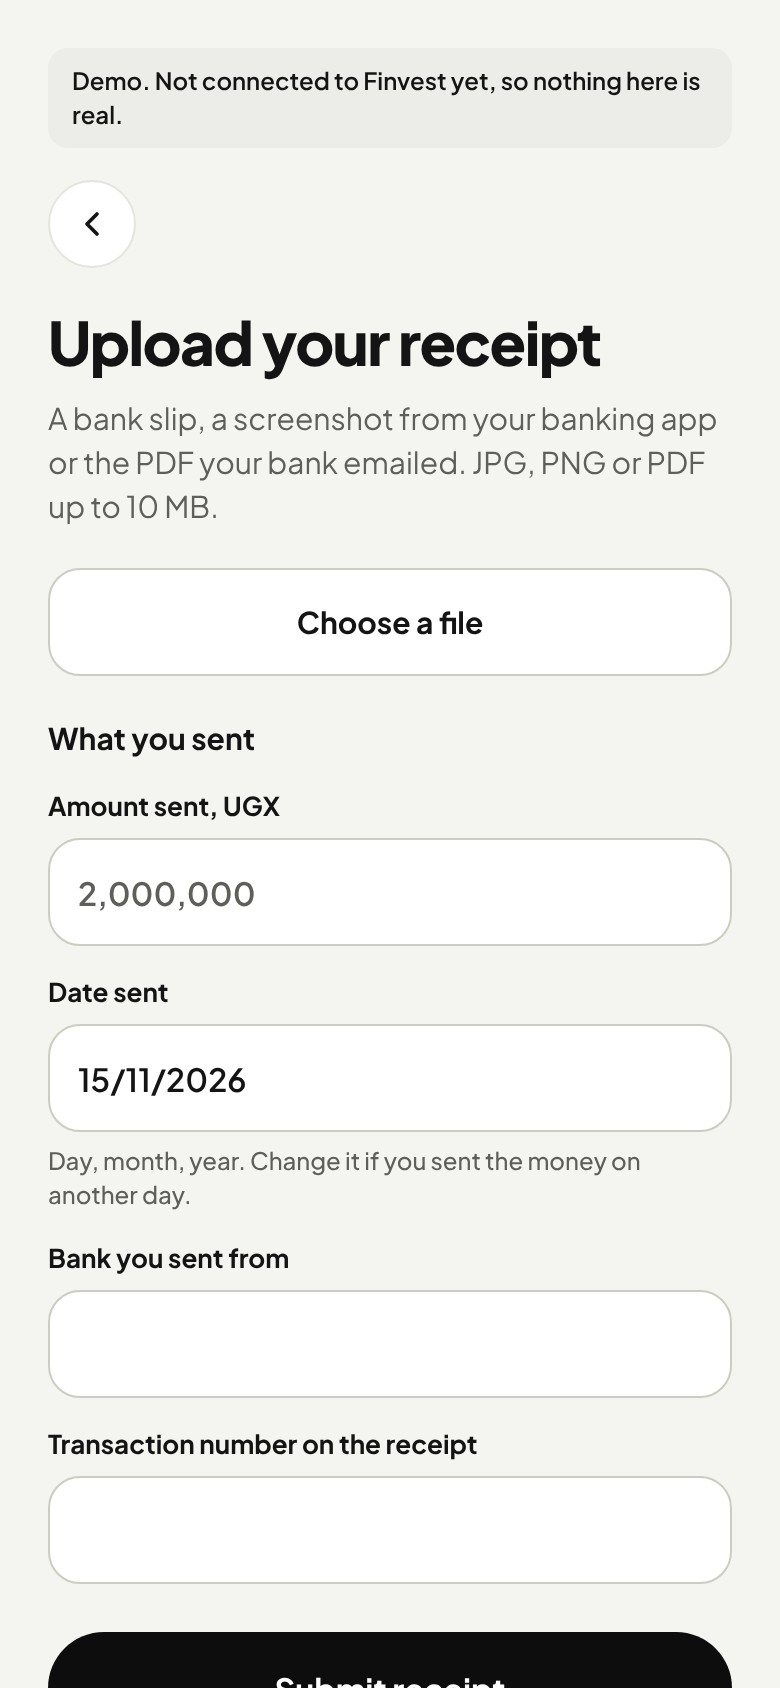 Demo. Not connected to Finvest yet, so nothing here is
real.
Upload your receipt
A bank slip, a screenshot from your banking app
or the PDF your bank emailed. JPG, PNG or PDF
up to 10 MB.
Choose a file
What you sent
Amount sent, UGX
2,000,000
Date sent
15/11/2026
Day, month, year. Change it if you sent the money on
another day.
Bank you sent from
Transaction number on the receipt
Submit receipt